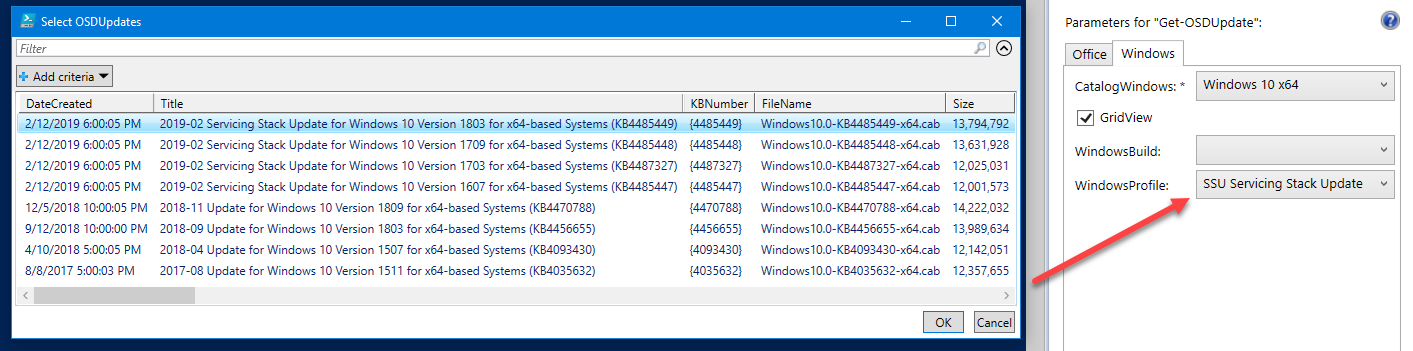 Select OSDUpdates
Filter
Add criteria
DateCreated Title KBNumber FileName Size
2/12/2019 6:00:05 PM 2019-02 Servicing Stack Update for Windows 10 Version 1803 for x64-based Systems (KB4485449) {4485449} Windows10.0-KB4485449-x64.cab 13,794,792
2/12/2019 6:00:05 PM 2019-02 Servicing Stack Update for Windows 10 Version 1709 for x64-based Systems (KB4485448) {4485448} Windows10.0-KB4485448-x64.cab 13,631,928
2/12/2019 6:00:05 PM 2019-02 Servicing Stack Update for Windows 10 Version 1703 for x64-based Systems (KB4487327) {4487327} Windows10.0-KB4487327-x64.cab 12,025,031
2/12/2019 6:00:05 PM 2019-02 Servicing Stack Update for Windows 10 Version 1607 for x64-based Systems (KB4485447) {4485447} Windows10.0-KB4485447-x64.cab 12,001,573
12/5/2018 10:00:05 PM 2018-11 Update for Windows 10 Version 1809 for x64-based Systems (KB4470788) {4470788} Windows10.0-KB4470788-x64.cab 14,222,032
9/12/2018 10:00:00 PM 2018-09 Update for Windows 10 Version 1803 for x64-based Systems (KB4456655) {4456655} Windows10.0-KB4456655-x64.cab 13,989,634
4/10/2018 5:00:05 PM 2018-04 Update for Windows 10 Version 1507 for x64-based Systems (KB4093430) {4093430} Windows10.0-KB4093430-x64.cab 12,142,051
8/8/2017 5:00:03 PM 2017-08 Update for Windows 10 Version 1511 for x64-based Systems (KB4035632) {4035632} Windows10.0-KB4035632-x64.cab 12,357,655
OK Cancel
Parameters for "Get-OSDUpdate": ?
Office Windows
CatalogWindows: * Windows 10 x64
GridView
WindowsBuild:
WindowsProfile: SSU Servicing Stack Update